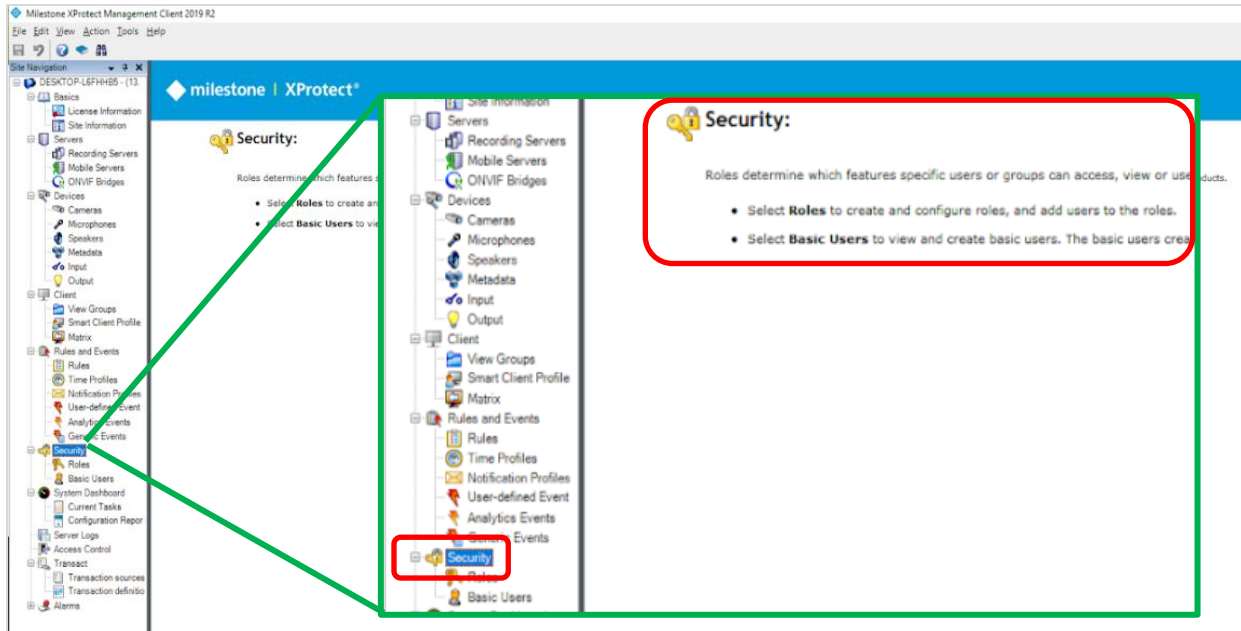 Milestone XProtect Management Client 2019 R2
File Edit View Action Tools Help
Site Navigation
DESKTOP-L6FHHB5 - (13.
Basics
License Information
Site Information
Servers
Recording Servers
Mobile Servers
ONVIF Bridges
Devices
Cameras
Microphones
Speakers
Metadata
Input
Output
Client
View Groups
Smart Client Profile
Matrix
Rules and Events
Rules
Time Profiles
Notification Profiles
User-defined Event
Analytics Events
Generic Events
Security
Roles
Basic Users
System Dashboard
Current Tasks
Configuration Repor
Server Logs
Access Control
Transact
Transaction sources
Transaction definitio
Alarms
milestone | XProtect®
Security:
Roles determine which features s
• Select Roles to create an
• Select Basic Users to vie
Site Information
Servers
Recording Servers
Mobile Servers
ONVIF Bridges
Devices
Cameras
Microphones
Speakers
Metadata
Input
Output
Client
View Groups
Smart Client Profile
Matrix
Rules and Events
Rules
Time Profiles
Notification Profiles
User-defined Event
Analytics Events
Generic Events
Security
Roles
Basic Users
Security:
Roles determine which features specific users or groups can access, view or use ducts.
• Select Roles to create and configure roles, and add users to the roles.
• Select Basic Users to view and create basic users. The basic users crea